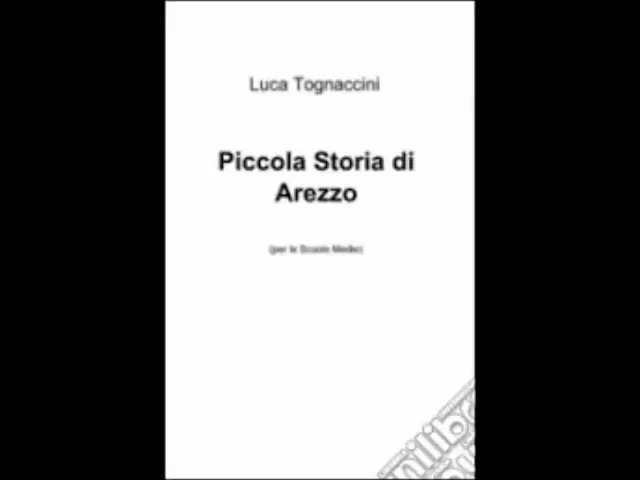 Luca Tognaccini
Piccola Storia di
Arezzo
(per le Scuole Medie)